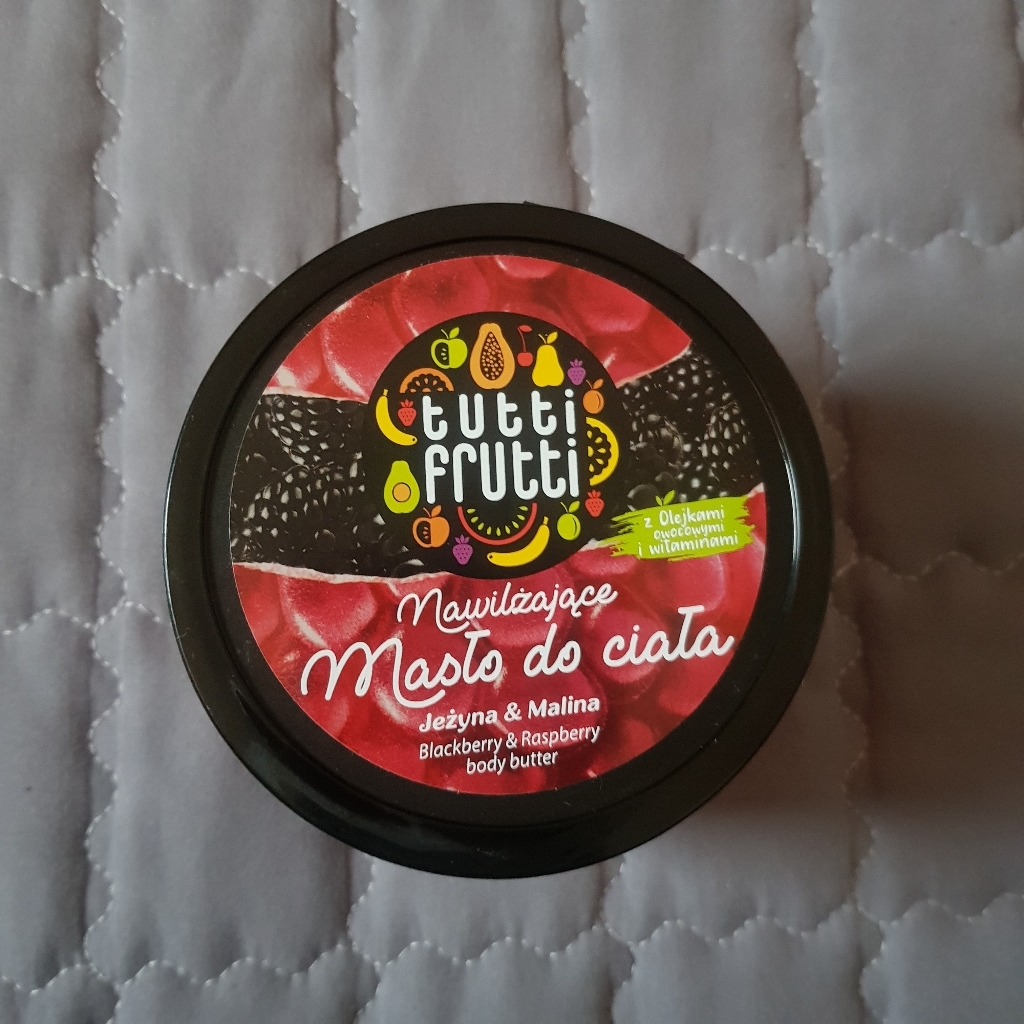 tutti
frutti
z Olejkami
owocowymi
i witaminami
Nawilżające
Masło do ciała
Jeżyna & Malina
Blackberry & Raspberry
body butter